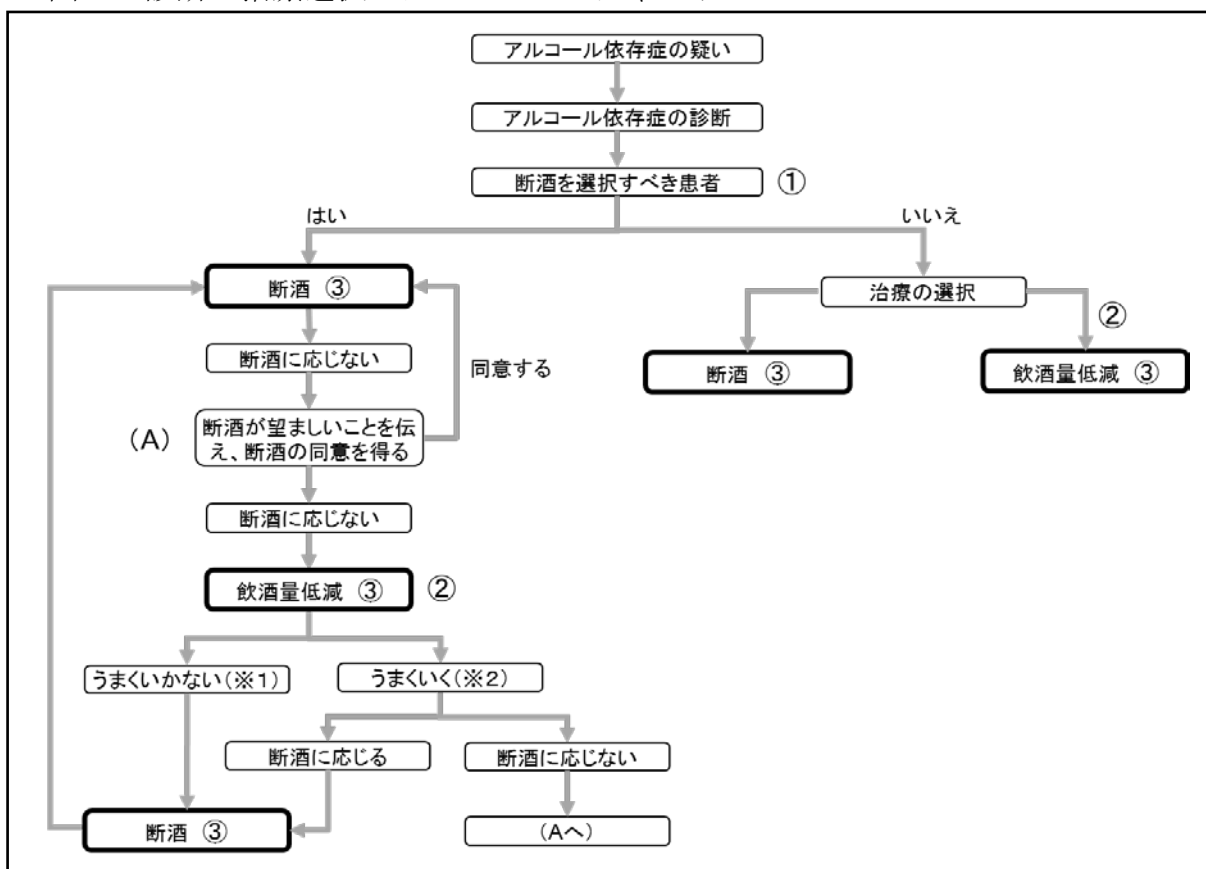 アルコール依存症の疑い
アルコール依存症の診断
断酒を選択すべき患者 ①
はい
いいえ
断酒 ③
治療の選択
②
断酒に応じない
同意する
断酒 ③
飲酒量低減 ③
(A)
断酒が望ましいことを伝
え、断酒の同意を得る
断酒に応じない
飲酒量低減 ③ ②
うまくいかない(※1)
うまくいく(※2)
断酒に応じる
断酒に応じない
断酒 ③
(Aへ)